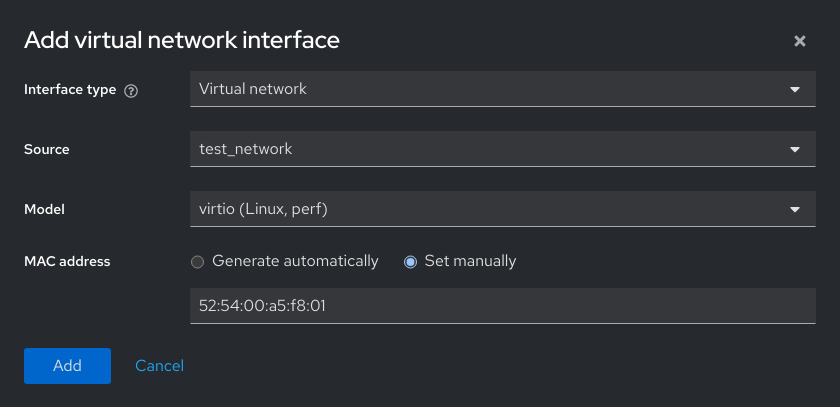 Add virtual network interface
Interface type
Virtual network
Source
test_network
Model
virtio (Linux, perf)
MAC address
Generate automatically
Set manually
52:54:00:a5:f8:01
Add
Cancel